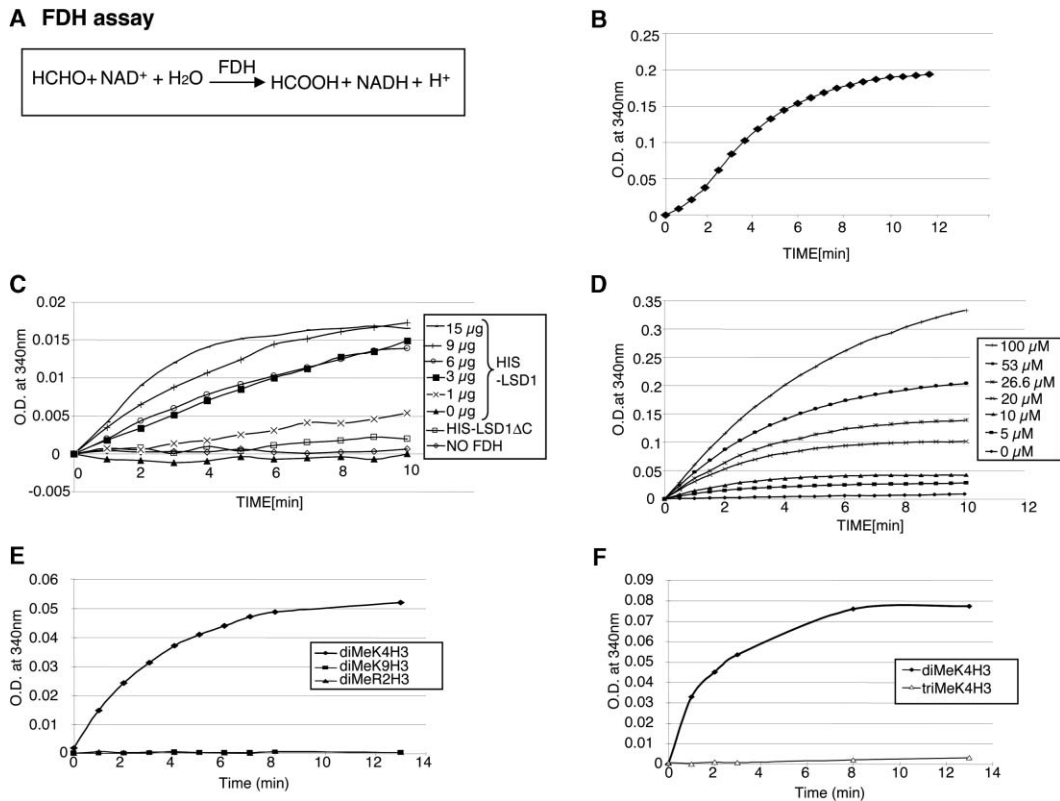 A FDH assay
HCHO+ NAD⁺ + H₂O FDH HCOOH + NADH + H⁺
B
O.D. at 340nm
0.25
0.2
0.15
0.1
0.05
0
0 2 4 6 8 10 12
TIME[min]
C
O.D. at 340nm
0.02
0.015
0.01
0.005
0
-0.005
0 2 4 6 8 10
TIME[min]
15 µg
9 µg
6 µg
3 µg
1 µg
0 µg
HIS
-LSD1
HIS-LSD1ΔC
NO FDH
D
O.D. at 340nm
0.35
0.3
0.25
0.2
0.15
0.1
0.05
0
0 2 4 6 8 10 12
TIME[min]
100 µM
53 µM
26.6 µM
20 µM
10 µM
5 µM
0 µM
E
O.D. at 340nm
0.06
0.05
0.04
0.03
0.02
0.01
0
0 2 4 6 8 10 12 14
Time (min)
diMeK4H3
diMeK9H3
diMeR2H3
F
O.D. at 340nm
0.09
0.08
0.07
0.06
0.05
0.04
0.03
0.02
0.01
0
0 2 4 6 8 10 12 14
Time (min)
diMeK4H3
triMeK4H3